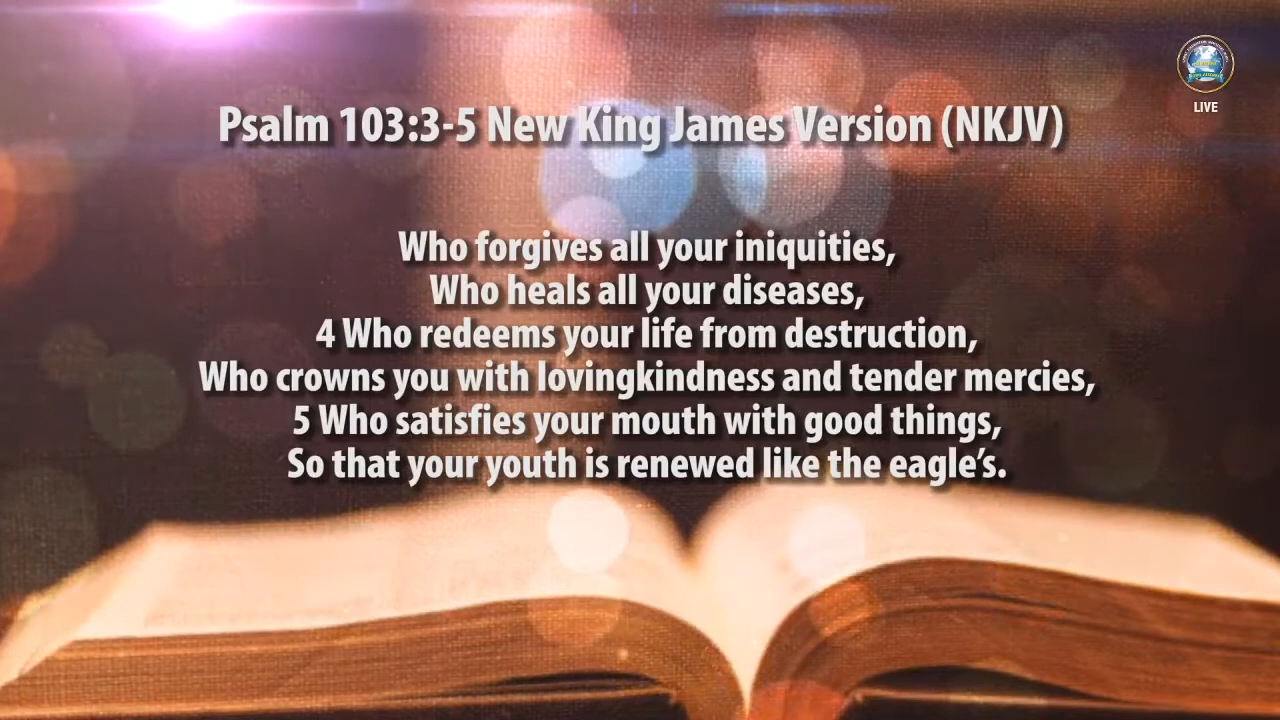 Psalm 103:3-5 New King James Version (NKJV)
Who forgives all your iniquities,
Who heals all your diseases,
4 Who redeems your life from destruction,
Who crowns you with lovingkindness and tender mercies,
5 Who satisfies your mouth with good things,
So that your youth is renewed like the eagle’s.
LIVE